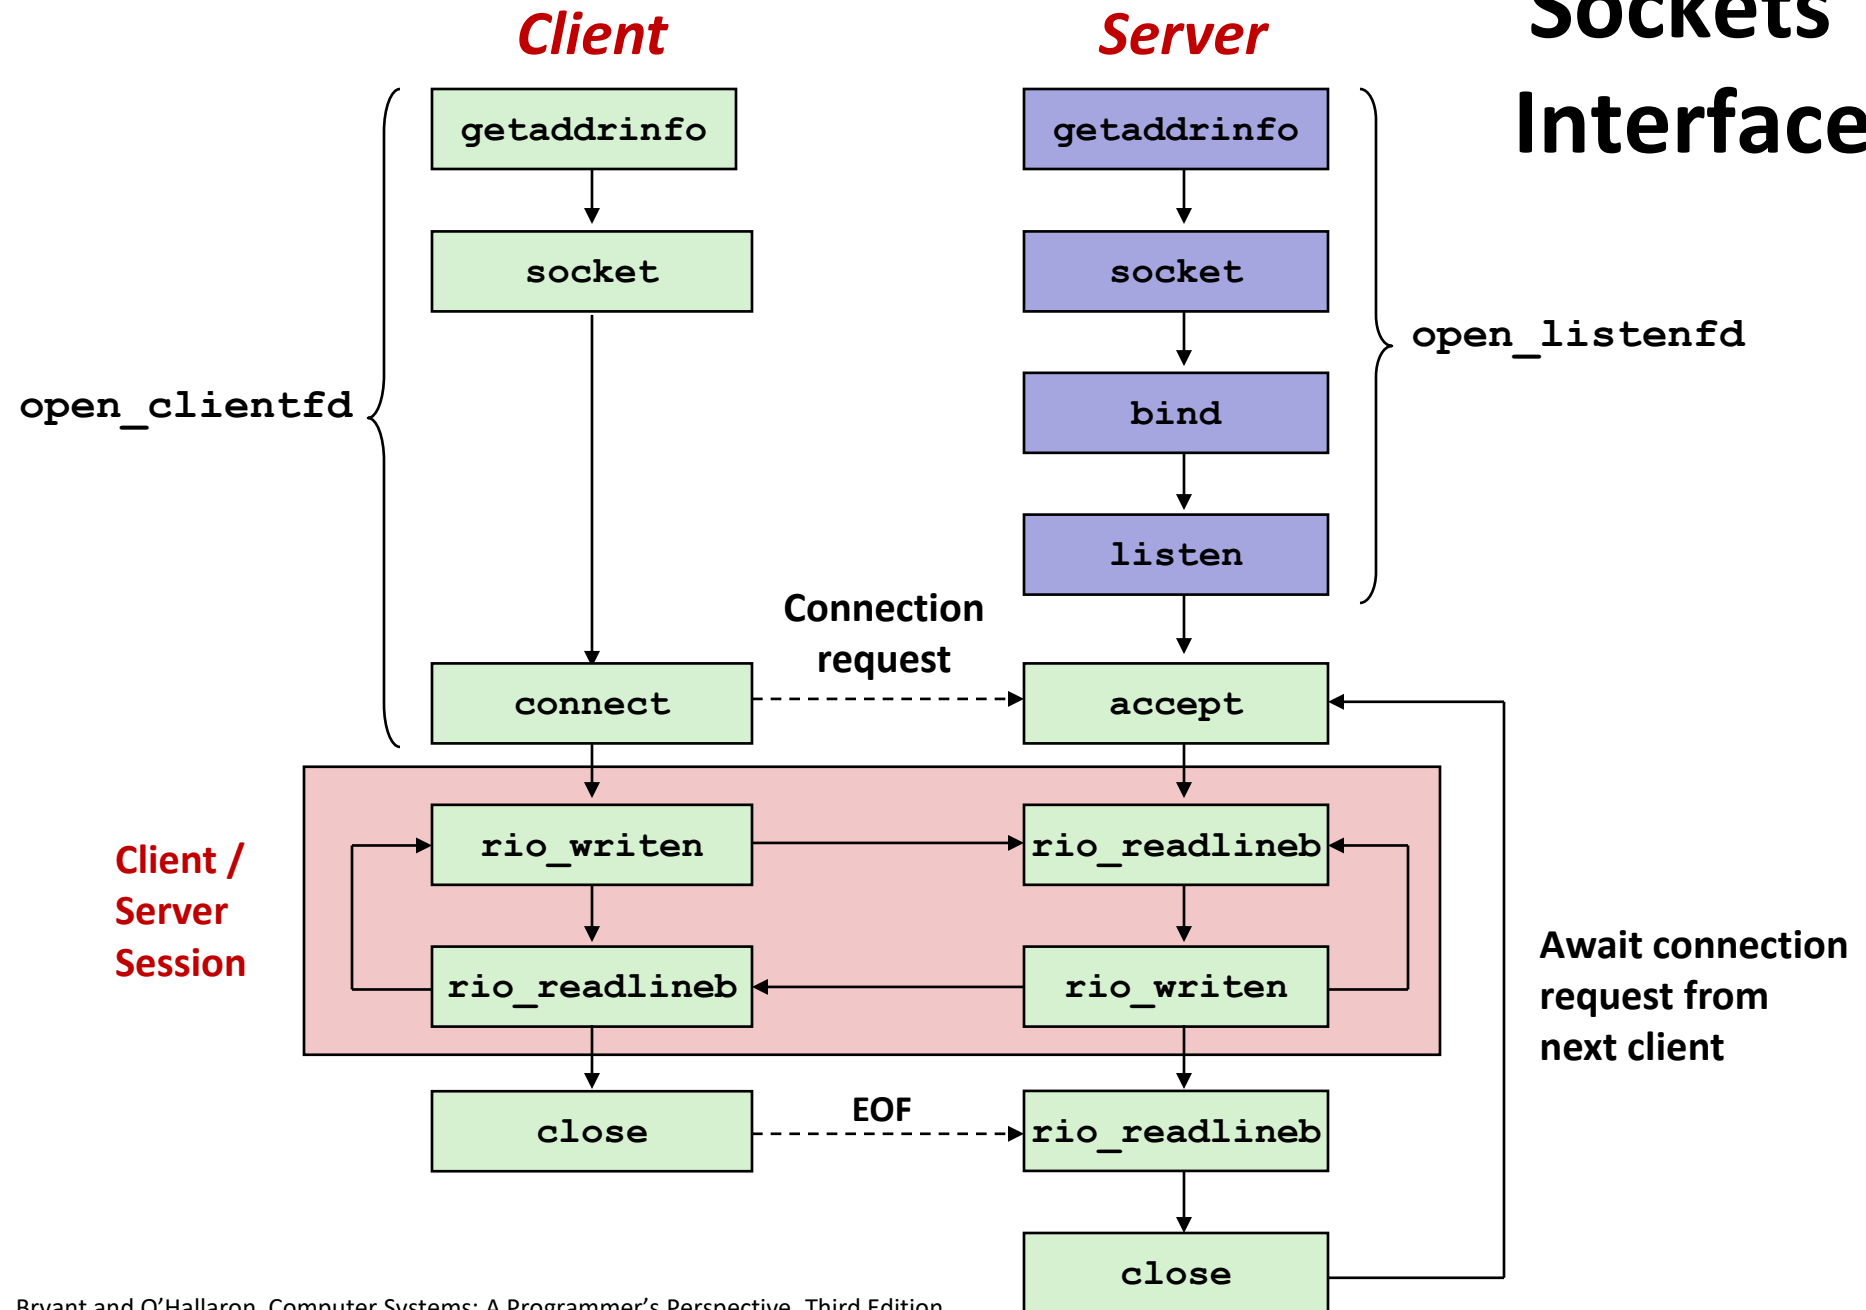 Client
Server
Sockets
Interface
getaddrinfo
getaddrinfo
socket
socket
open_listenfd
open_clientfd
bind
listen
Connection
request
connect
accept
Client /
Server
Session
rio_writen
rio_readlineb
rio_readlineb
rio_writen
Await connection
request from
next client
close
EOF
rio_readlineb
close
Bryant and O'Hallaron, Computer Systems: A Programmer's Perspective, Third Edition